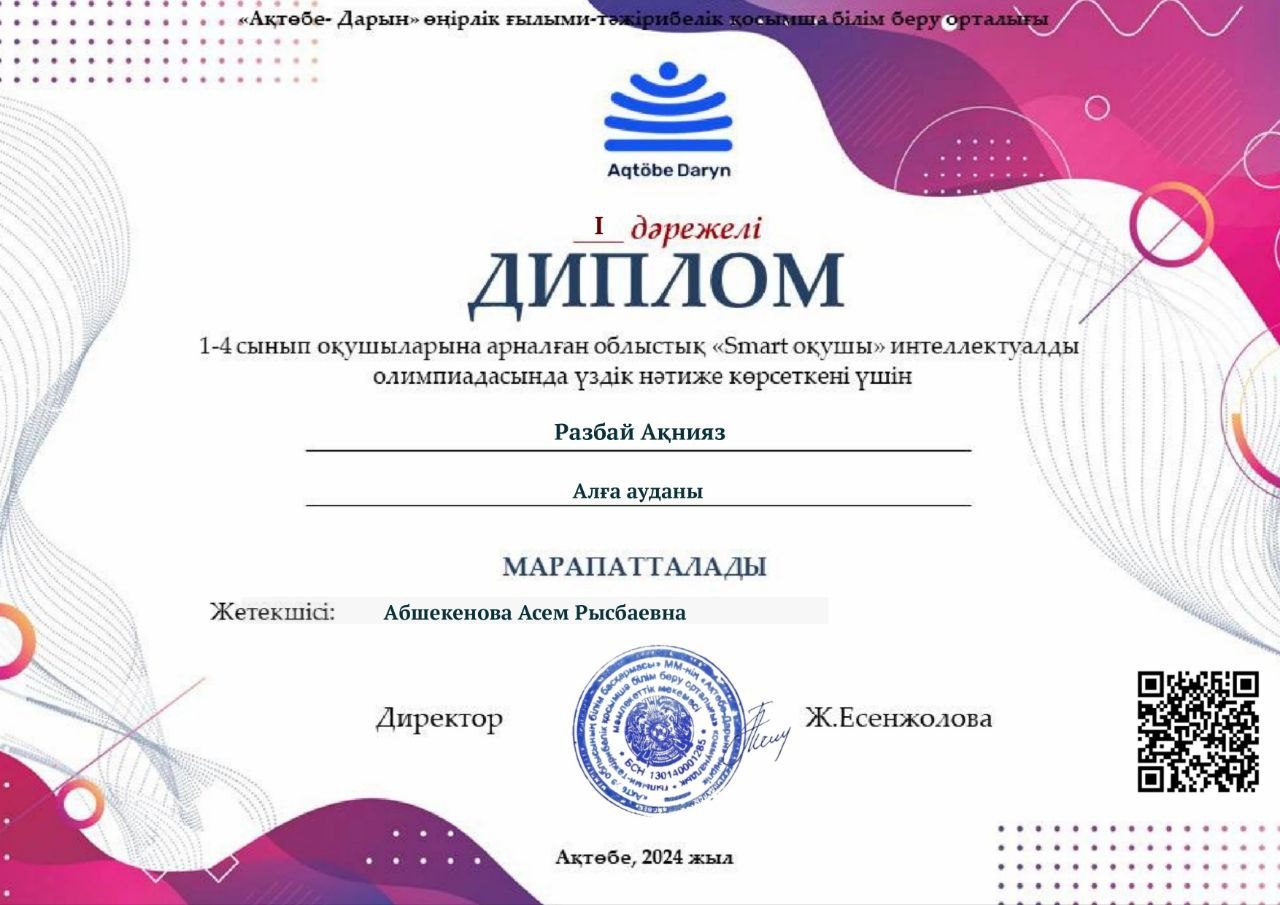 «Ақтөбе- Дарын» өңірлік ғылыми-тәжірибелік қосымша білім беру орталығы
Aqtöbe Daryn
I дәрежелі
ДИПЛОМ
1-4 сынып оқушыларына арналған облыстық «Smart оқушы» интеллектуалды
олимпиадасында үздік нәтиже көрсеткені үшін
Разбай Ақнияз
Алға ауданы
МАРАПАТТАЛАДЫ
Жетекшісі: Абшекенова Асем Рысбаевна
Директор
БСН 130140001285
Ж.Есенжолова
Ақтөбе, 2024 жыл